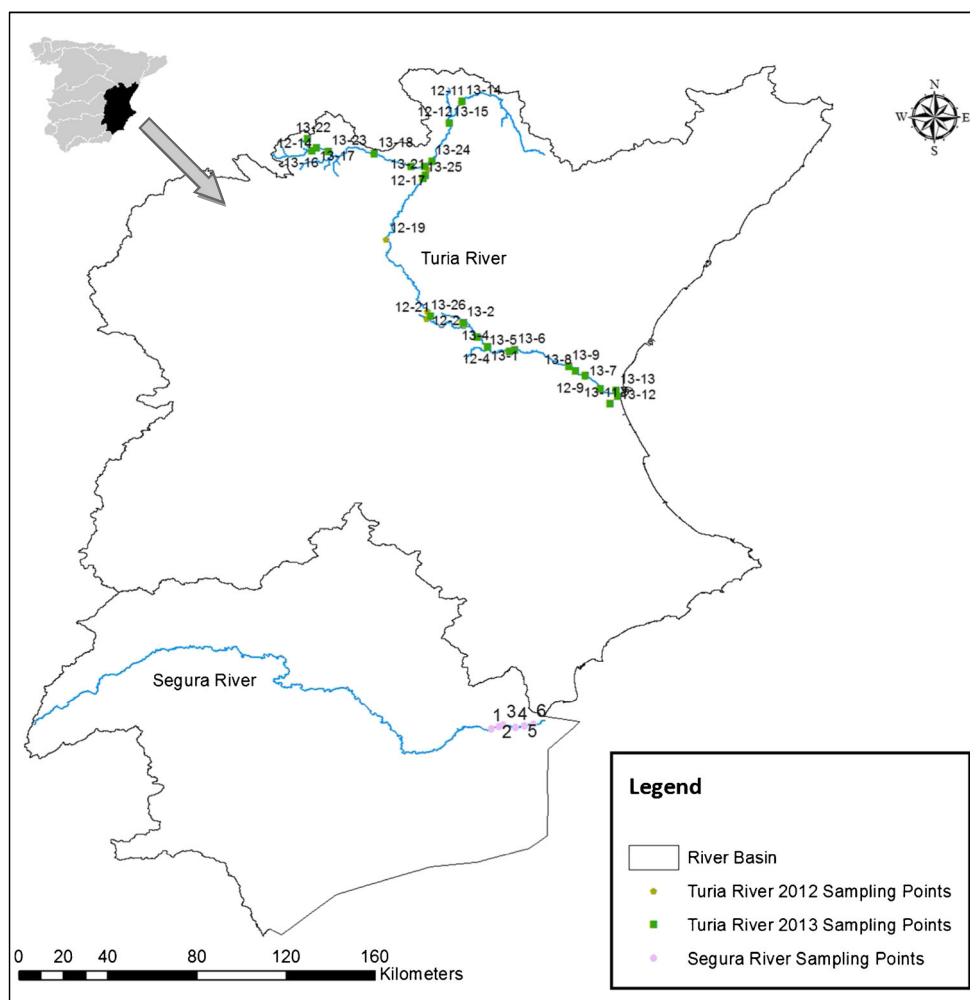 N
W E
S
12-11 13-14
12-12 13-15
13-22
12-14 13-23 13-18
13-16 13-17
13-24
13-21
13-25
12-17
12-19
Turia River
12-21 13-26
12-2 13-2
13-4
13-5 13-6
12-4 13-1
13-8 13-9
13-7
12-9 13-11
13-13
13-12
Segura River
1 3 4 6
2 5
Legend
River Basin
Turia River 2012 Sampling Points
Turia River 2013 Sampling Points
Segura River Sampling Points
0 20 40 80 120 160
Kilometers